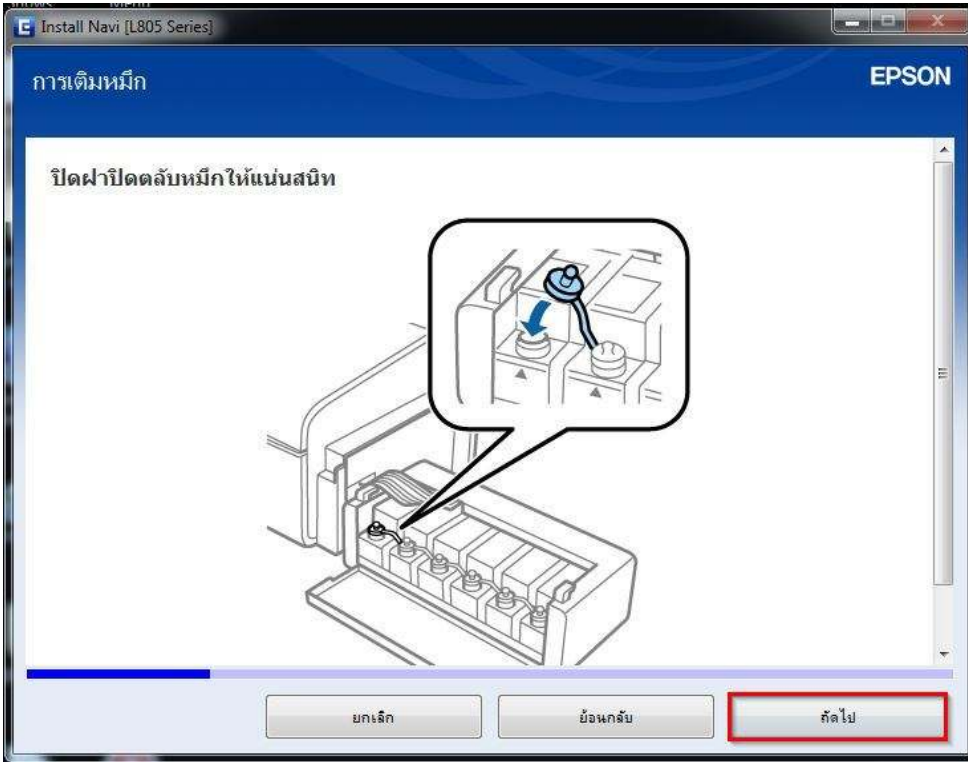 Install Navi [L805 Series]
การเติมหมึก
EPSON
ปิดฝาปิดตลับหมึกให้แน่นสนิท
ยกเลิก
ย้อนกลับ
ถัดไป